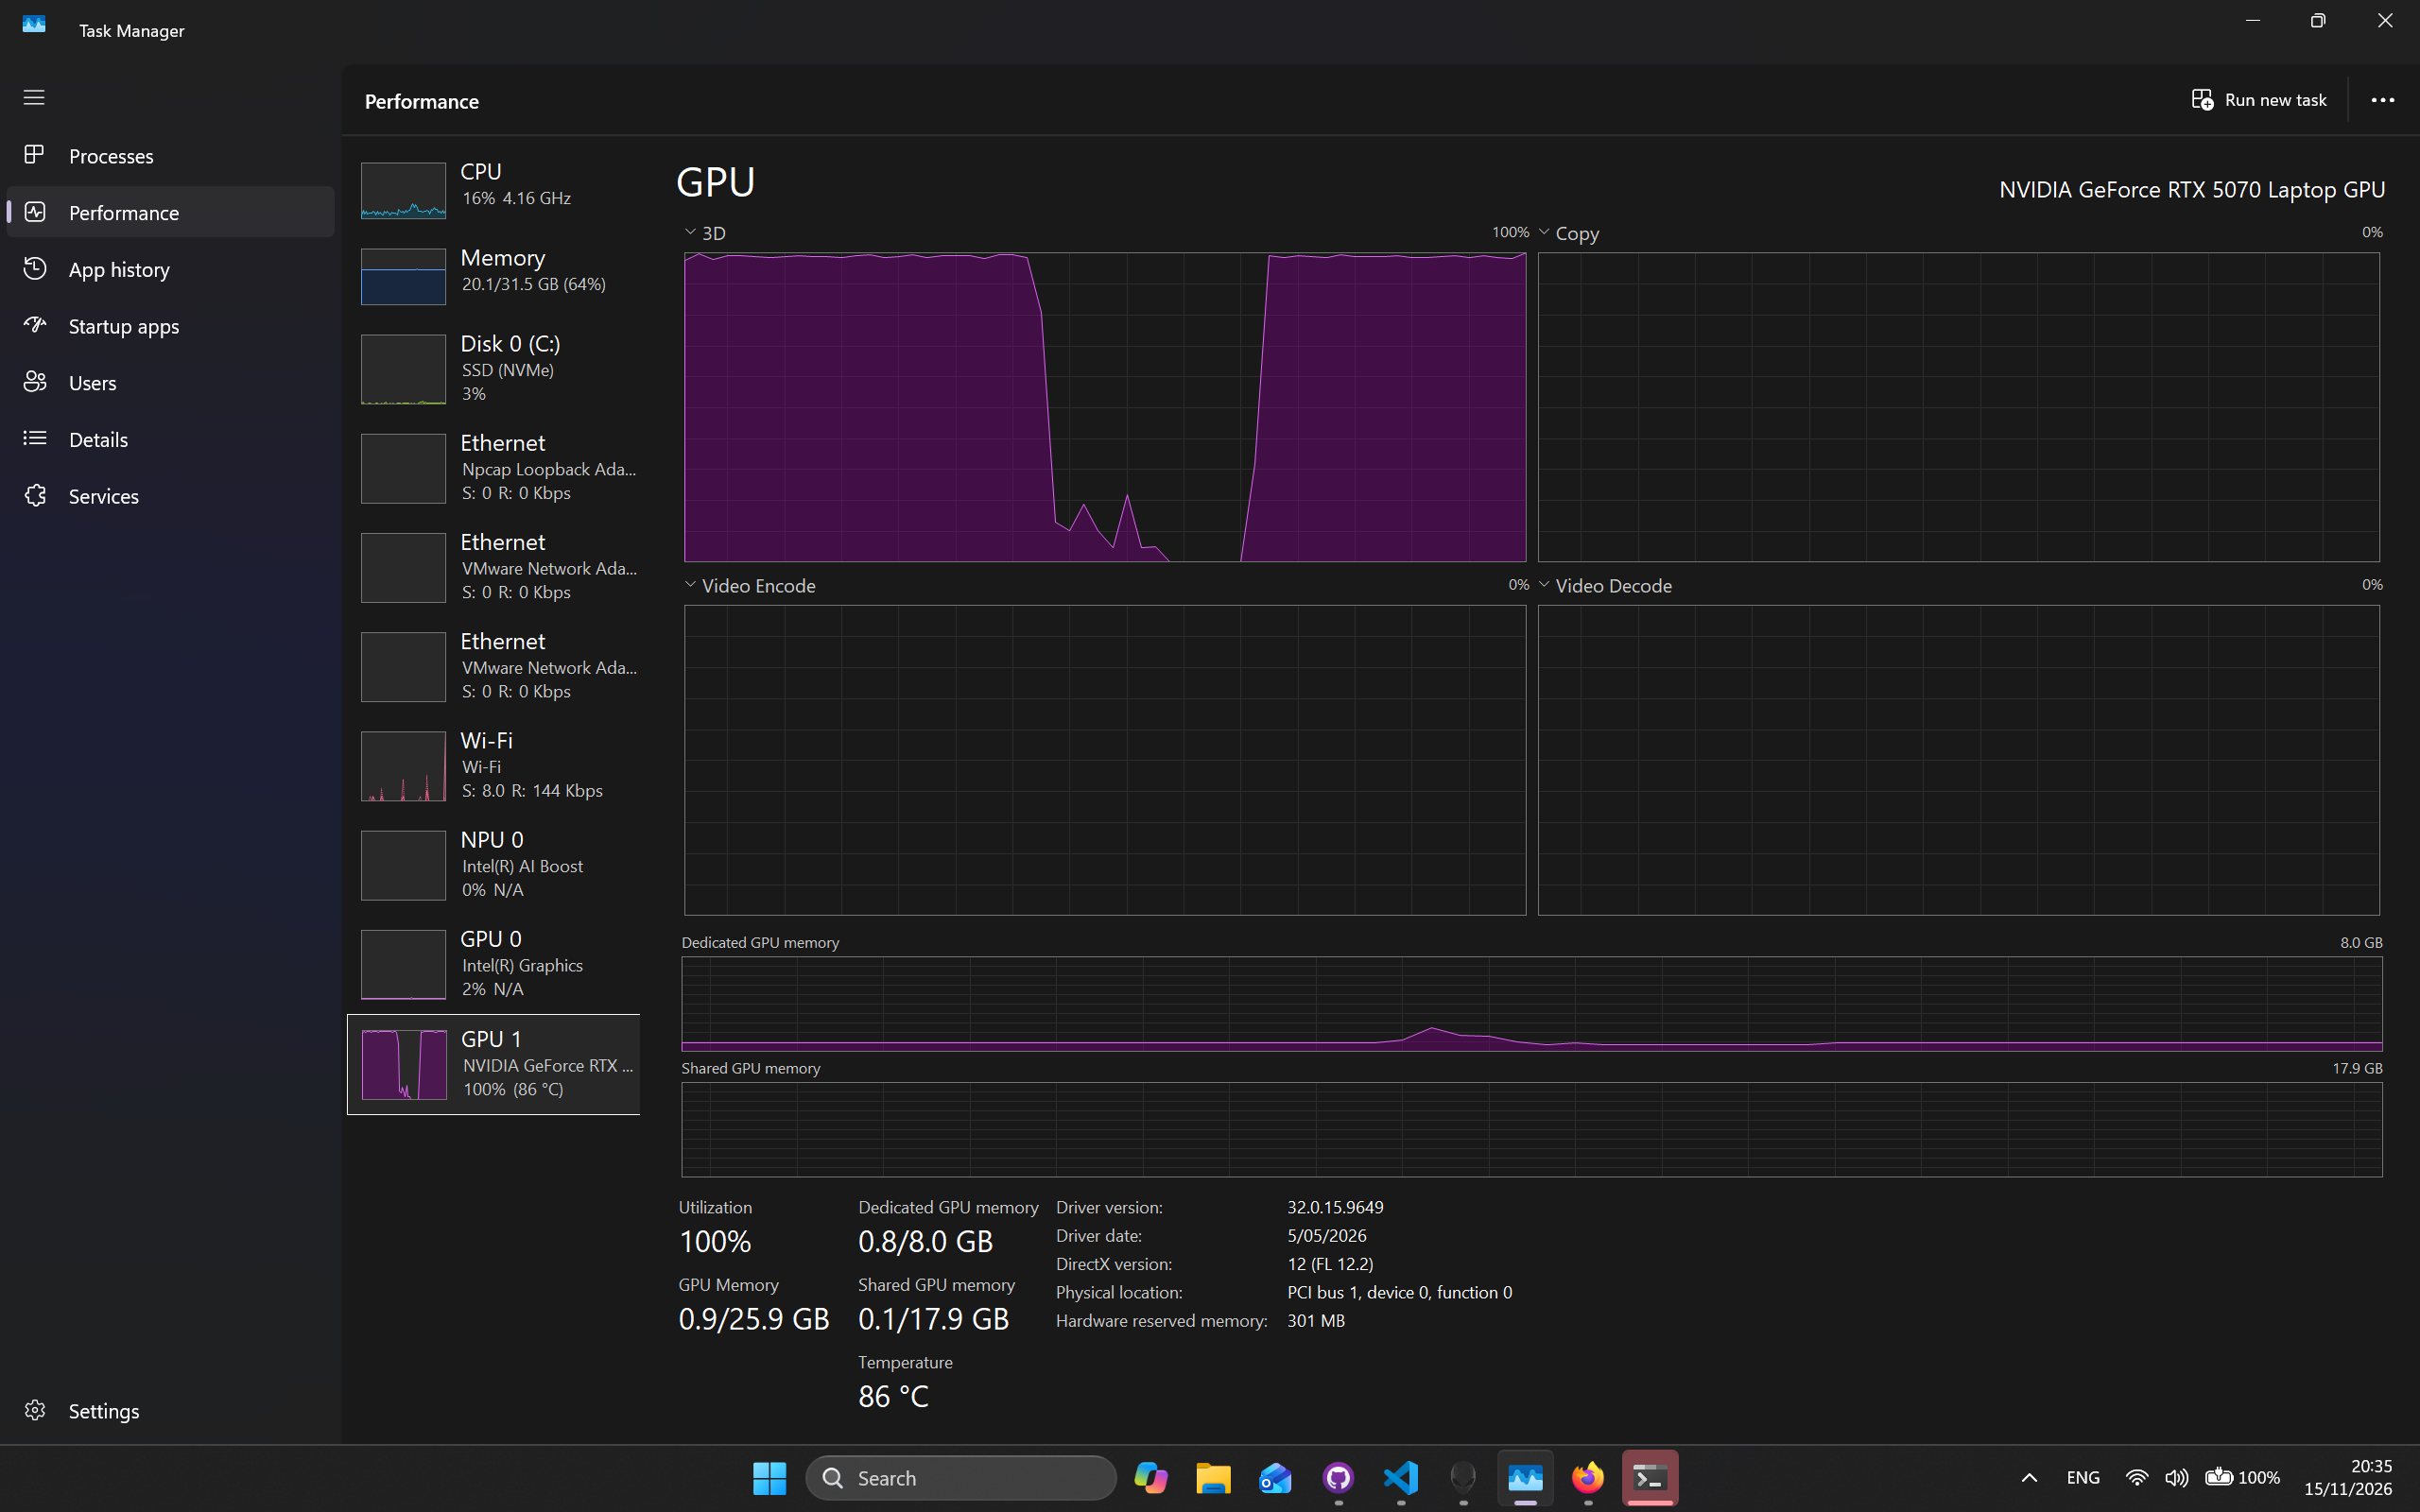 Task Manager
Processes
Performance
App history
Startup apps
Users
Details
Services
Settings
Performance
Run new task
CPU
16% 4.16 GHz
Memory
20.1/31.5 GB (64%)
Disk 0 (C:)
SSD (NVMe)
3%
Ethernet
Npcap Loopback Ada...
S: 0 R: 0 Kbps
Ethernet
VMware Network Ada...
S: 0 R: 0 Kbps
Ethernet
VMware Network Ada...
S: 0 R: 0 Kbps
Wi-Fi
Wi-Fi
S: 8.0 R: 144 Kbps
NPU 0
Intel(R) AI Boost
0% N/A
GPU 0
Intel(R) Graphics
2% N/A
GPU 1
NVIDIA GeForce RTX ...
100% (86 °C)
GPU
NVIDIA GeForce RTX 5070 Laptop GPU
3D 100%
Copy 0%
Video Encode 0%
Video Decode 0%
Dedicated GPU memory 8.0 GB
Shared GPU memory 17.9 GB
Utilization
100%
GPU Memory
0.9/25.9 GB
Dedicated GPU memory
0.8/8.0 GB
Shared GPU memory
0.1/17.9 GB
Temperature
86 °C
Driver version: 32.0.15.9649
Driver date: 5/05/2026
DirectX version: 12 (FL 12.2)
Physical location: PCI bus 1, device 0, function 0
Hardware reserved memory: 301 MB
Search
ENG
100%
20:35
15/11/2026